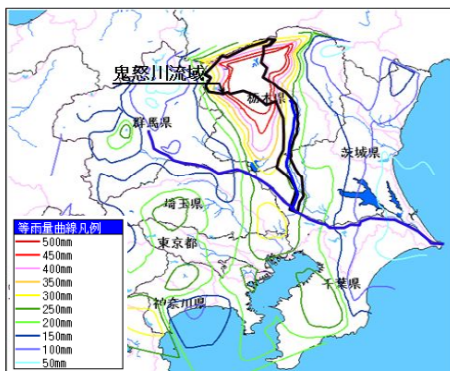 鬼怒川流域
栃木県
群馬県
茨城県
埼玉県
東京都
神奈川県
千葉県
等雨量曲線凡例
500mm
450mm
400mm
350mm
300mm
250mm
200mm
150mm
100mm
50mm